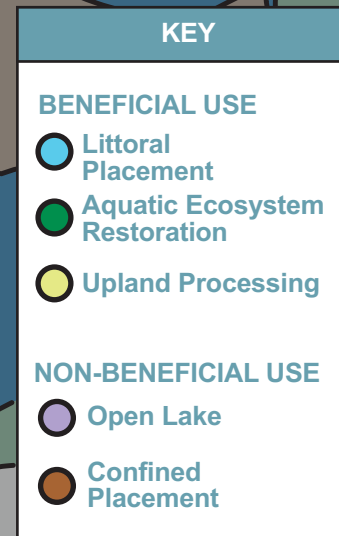 KEY
BENEFICIAL USE
Littoral
Placement
Aquatic Ecosystem
Restoration
Upland Processing
NON-BENEFICIAL USE
Open Lake
Confined
Placement